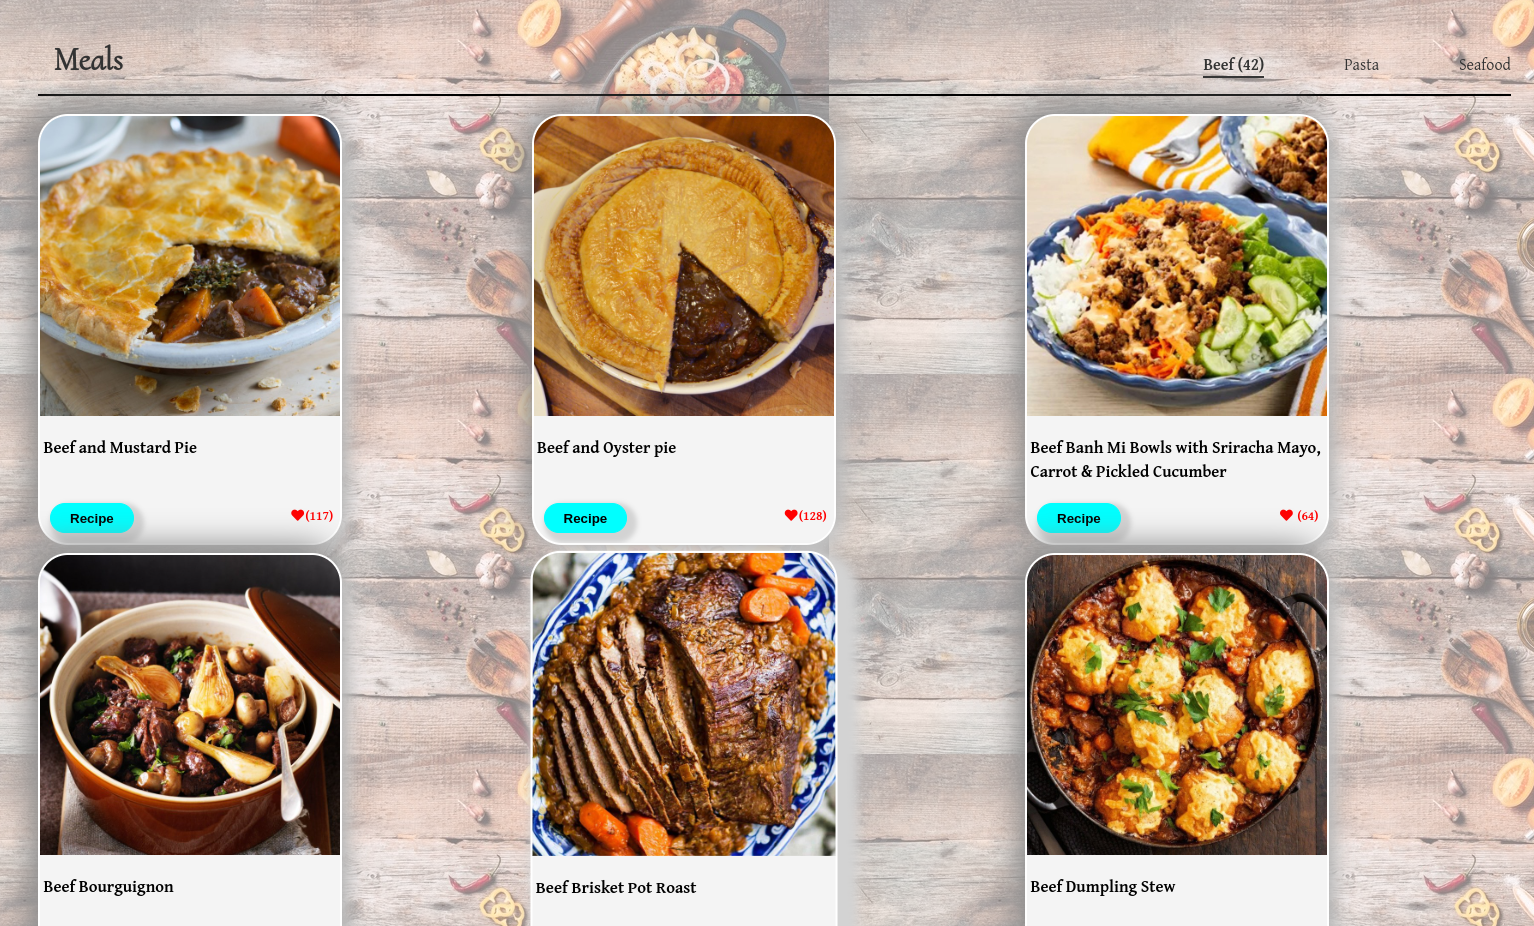 Meals
Beef (42)
Pasta
Seafood
Beef and Mustard Pie
Beef and Oyster pie
Beef Banh Mi Bowls with Sriracha Mayo,
Carrot & Pickled Cucumber
Recipe
(117)
Recipe
(128)
Recipe
(64)
Beef Bourguignon
Beef Brisket Pot Roast
Beef Dumpling Stew